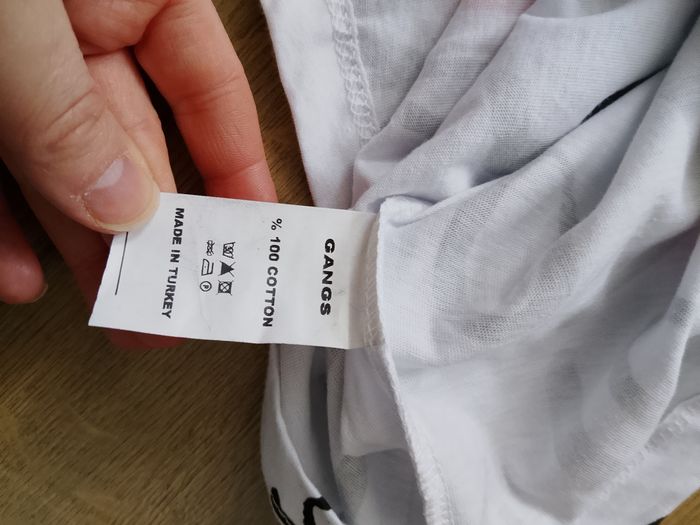 GANGS
% 100 COTTON
P
MADE IN TURKEY